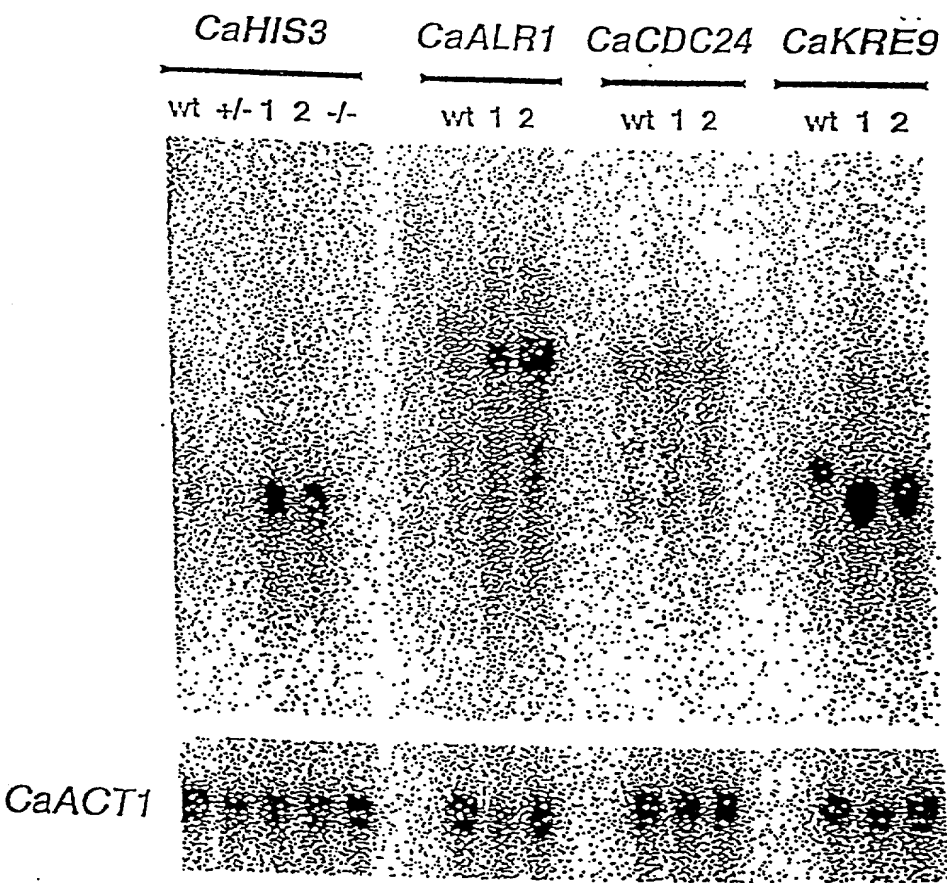 CaHIS3 CaALR1 CaCDC24 CaKRE9
wt +/- 1 2 -/- wt 1 2 wt 1 2 wt 1 2
CaACT1